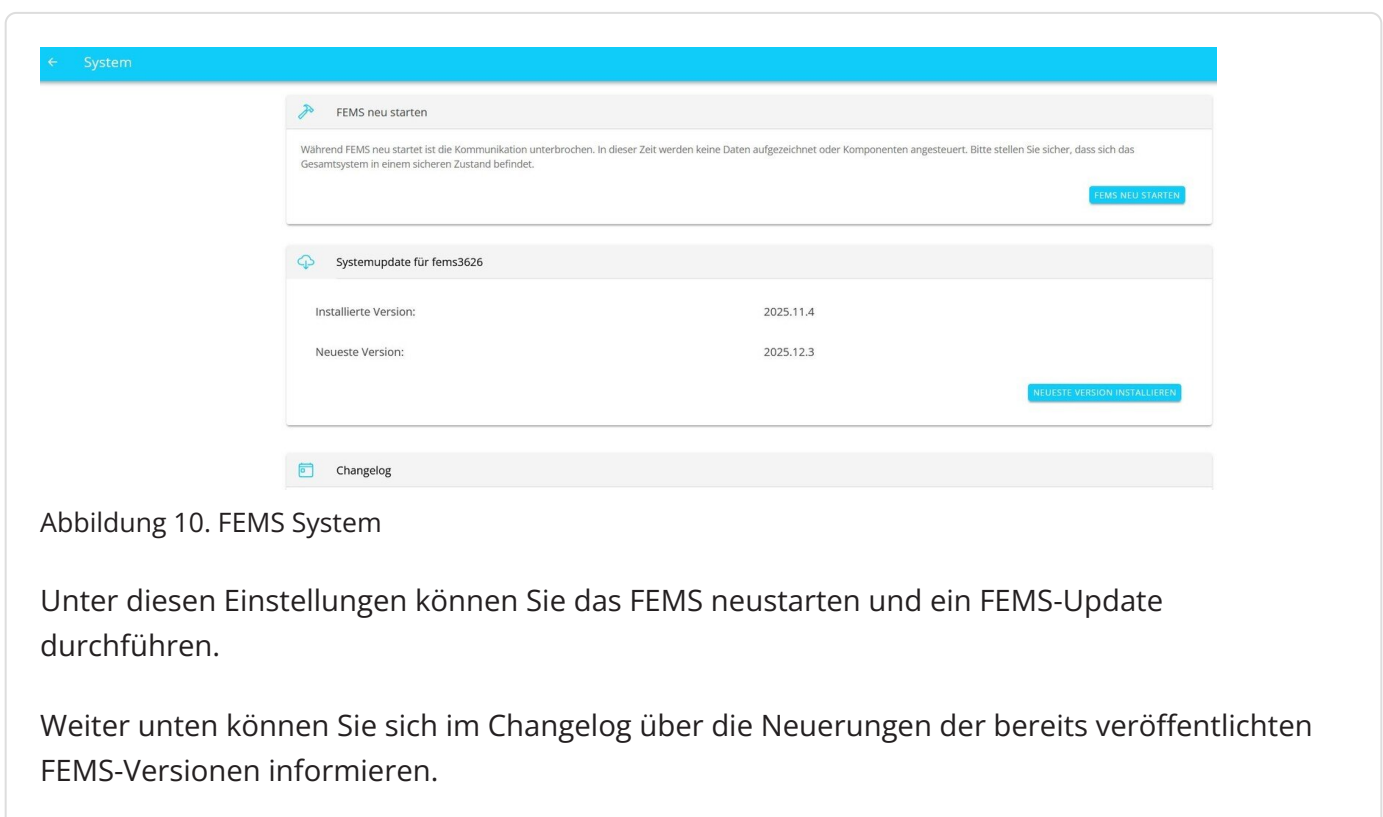 System
FEMS neu starten
Während FEMS neu startet ist die Kommunikation unterbrochen. In dieser Zeit werden keine Daten aufgezeichnet oder Komponenten angesteuert. Bitte stellen Sie sicher, dass sich das
Gesamtsystem in einem sicheren Zustand befindet.
FEMS NEU STARTEN
Systemupdate für fems3626
Installierte Version: 2025.11.4
Neueste Version: 2025.12.3
NEUESTE VERSION INSTALLIEREN
Changelog
Abbildung 10. FEMS System
Unter diesen Einstellungen können Sie das FEMS neustarten und ein FEMS-Update
durchführen.
Weiter unten können Sie sich im Changelog über die Neuerungen der bereits veröffentlichten
FEMS-Versionen informieren.